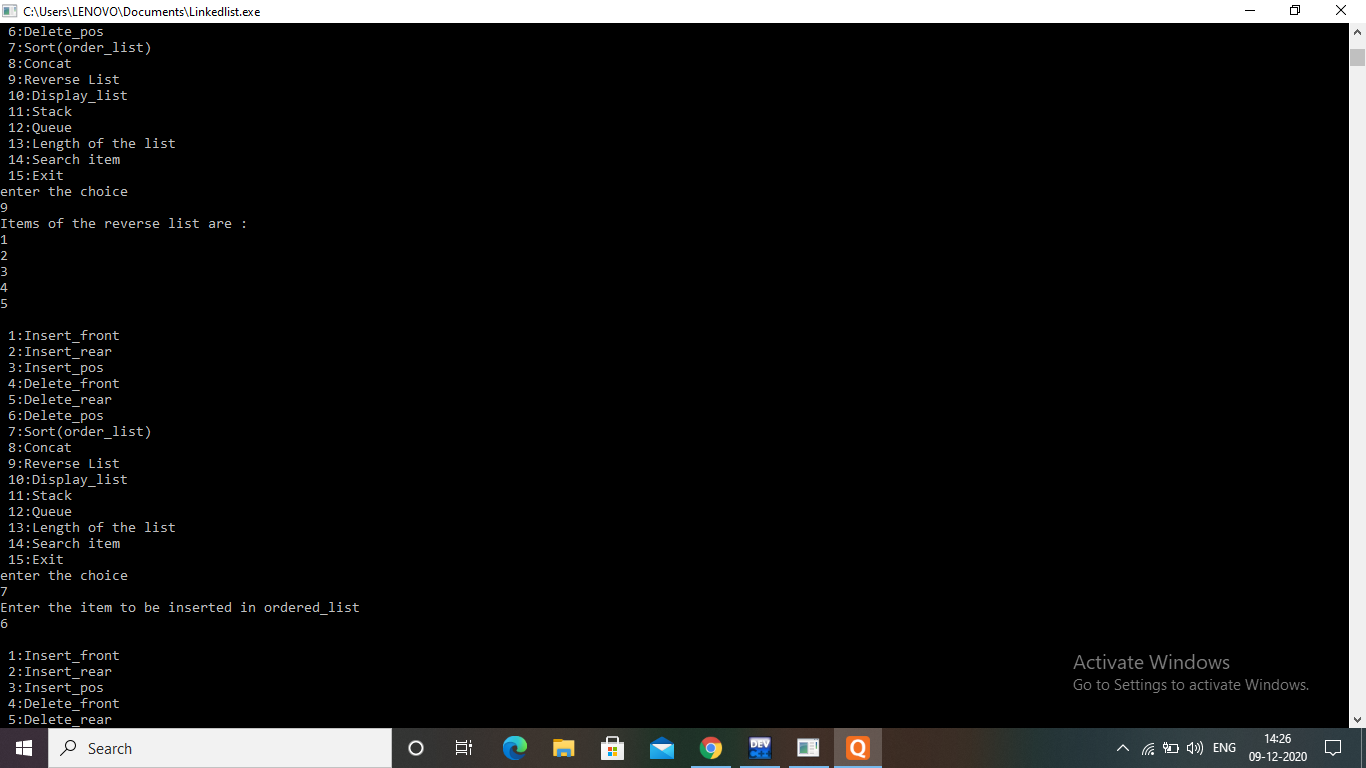 C:\Users\LENOVO\Documents\Linkedlist.exe
6:Delete_pos
7:Sort(order_list)
8:Concat
9:Reverse List
10:Display_list
11:Stack
12:Queue
13:Length of the list
14:Search item
15:Exit
enter the choice
9
Items of the reverse list are :
1
2
3
4
5
1:Insert_front
2:Insert_rear
3:Insert_pos
4:Delete_front
5:Delete_rear
6:Delete_pos
7:Sort(order_list)
8:Concat
9:Reverse List
10:Display_list
11:Stack
12:Queue
13:Length of the list
14:Search item
15:Exit
enter the choice
7
Enter the item to be inserted in ordered_list
6
1:Insert_front
2:Insert_rear
3:Insert_pos
4:Delete_front
5:Delete_rear
Activate Windows
Go to Settings to activate Windows.
Search
DEV
Q
ENG
14:26
09-12-2020